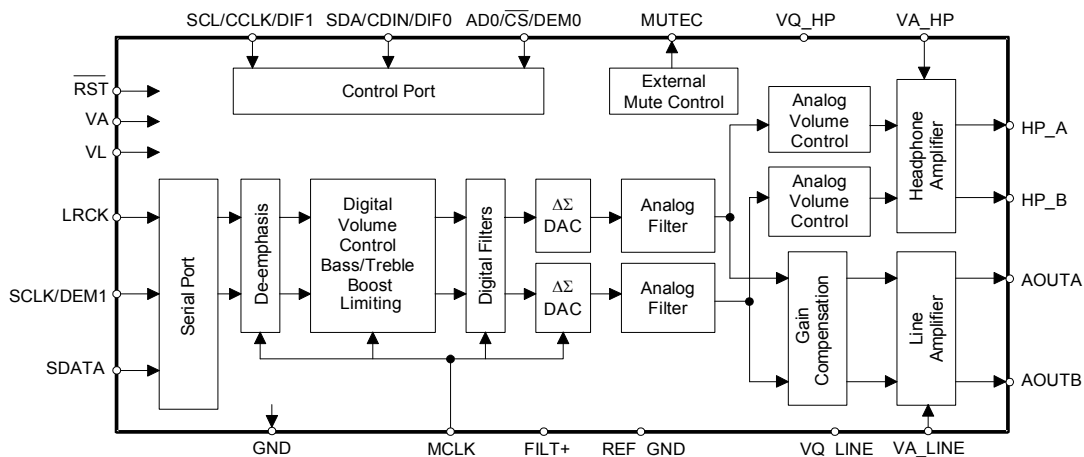 SCL/CCLK/DIF1
SDA/CDIN/DIF0
AD0/CS/DEM0
MUTEC
VQ_HP
VA_HP
Control Port
External
Mute Control
Analog
Volume
Control
Headphone
Amplifier
RST
VA
VL
HP_A
HP_B
LRCK
SCLK/DEM1
SDATA
Serial Port
De-emphasis
Digital
Volume
Control
Bass/Treble
Boost
Limiting
Digital Filters
ΔΣ
DAC
Analog
Filter
Analog
Volume
Control
ΔΣ
DAC
Analog
Filter
Gain
Compensation
Line
Amplifier
AOUTA
AOUTB
GND
MCLK
FILT+
REF_GND
VQ_LINE
VA_LINE